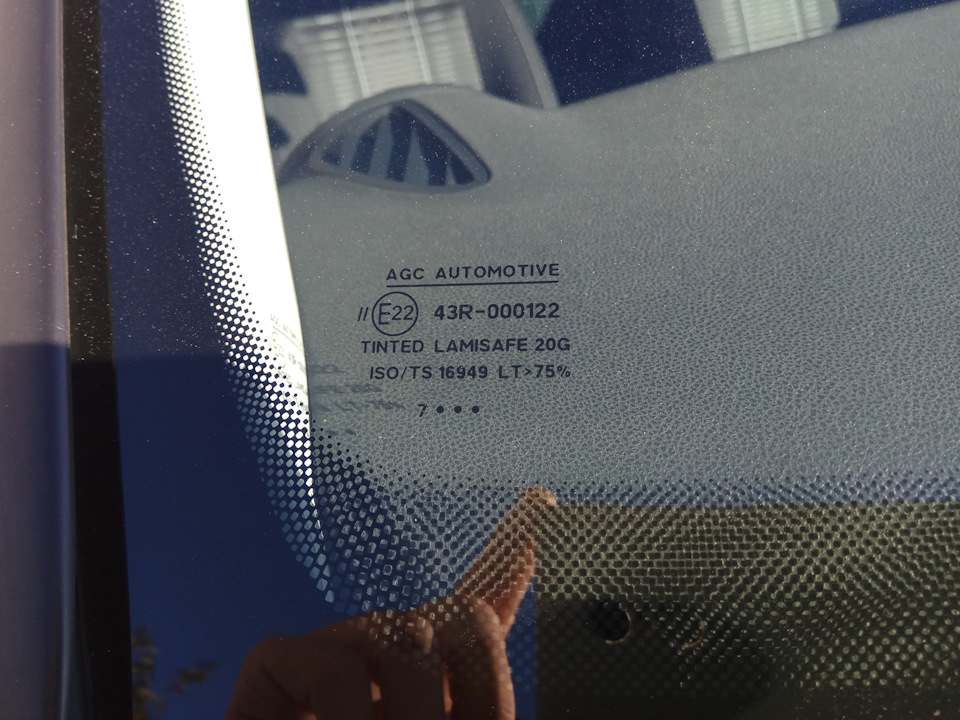 AGC AUTOMOTIVE
// E22 43R-000122
TINTED LAMISAFE 20G
ISO/TS 16949 LT>75%
7 • • •